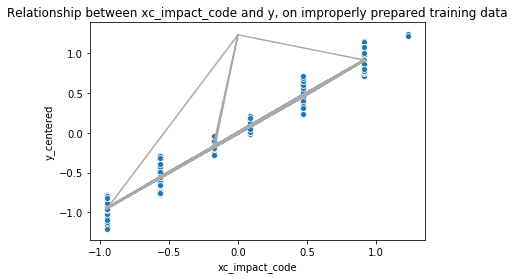 Relationship between xc_impact_code and y, on improperly prepared training data
1.0
0.5
0.0
−0.5
−1.0
y_centered
−1.0 −0.5 0.0 0.5 1.0
xc_impact_code